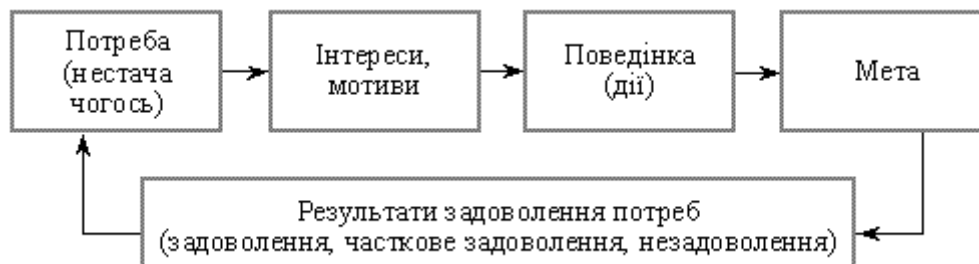 Потреба
(нестача
чогось)
Інтереси,
мотиви
Поведінка
(дії)
Мета
Результати задоволення потреб
(задоволення, часткове задоволення, незадоволення)